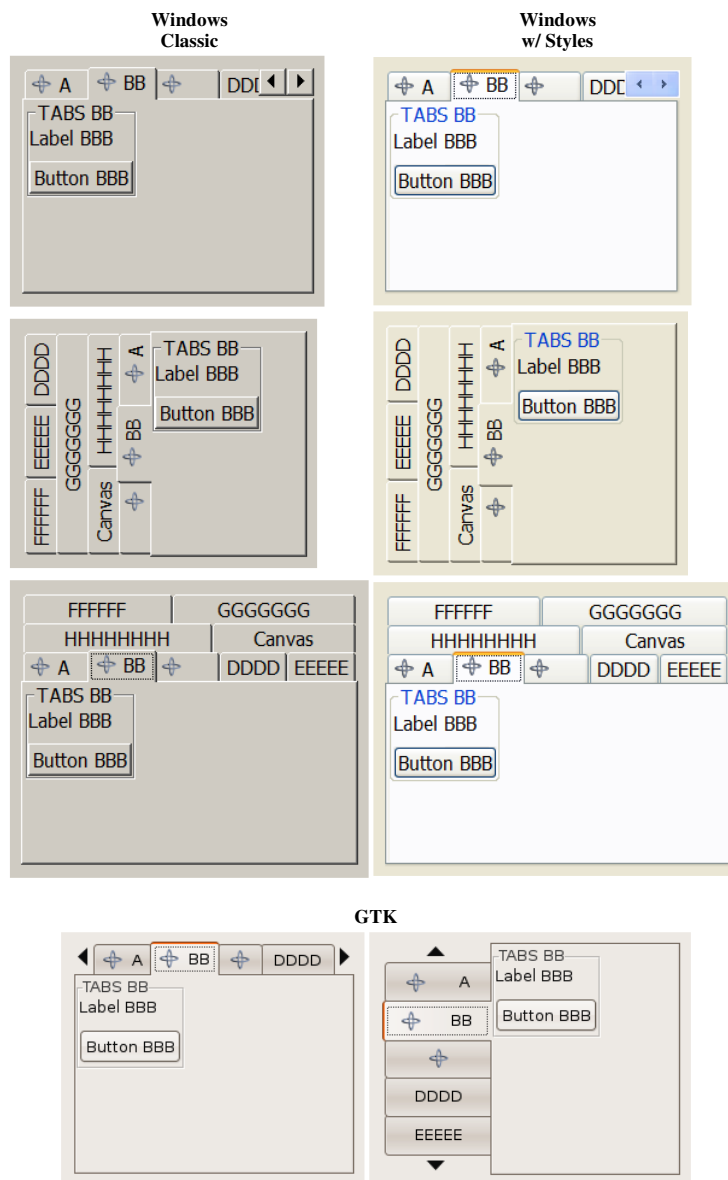 Windows
Classic
Windows
w/ Styles
A BB DD
TABS BB
Label BBB
Button BBB
A BB DDD
TABS BB
Label BBB
Button BBB
DDDD
EEEEE
FFFFFF
GGGGGGG
HHHHHHHH
Canvas
A
BB
TABS BB
Label BBB
Button BBB
DDDD
EEEEE
FFFFFF
GGGGGGG
HHHHHHHH
Canvas
A
BB
TABS BB
Label BBB
Button BBB
FFFFFF GGGGGGG
HHHHHHHH Canvas
A BB DDDD EEEEE
TABS BB
Label BBB
Button BBB
FFFFFF GGGGGGG
HHHHHHHH Canvas
A BB DDDD EEEEE
TABS BB
Label BBB
Button BBB
GTK
A BB DDDD
TABS BB
Label BBB
Button BBB
A
BB
DDDD
EEEEE
TABS BB
Label BBB
Button BBB